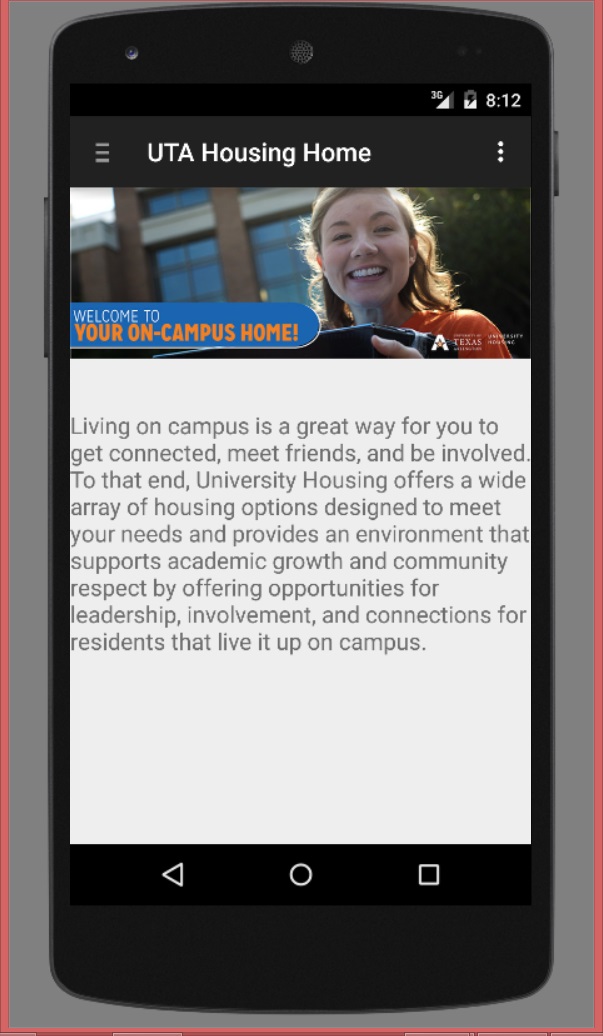 3G 8:12
UTA Housing Home
WELCOME TO
YOUR ON-CAMPUS HOME!
UNIVERSITY OF
TEXAS
ARLINGTON
UNIVERSITY
HOUSING
Living on campus is a great way for you to
get connected, meet friends, and be involved.
To that end, University Housing offers a wide
array of housing options designed to meet
your needs and provides an environment that
supports academic growth and community
respect by offering opportunities for
leadership, involvement, and connections for
residents that live it up on campus.